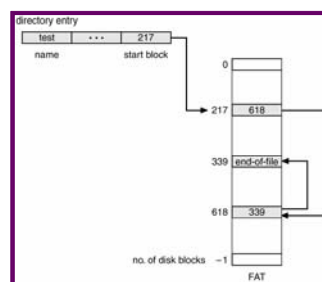 directory entry
test ••• 217
name start block
0
217 618
339 end-of-file
618 339
no. of disk blocks –1
FAT